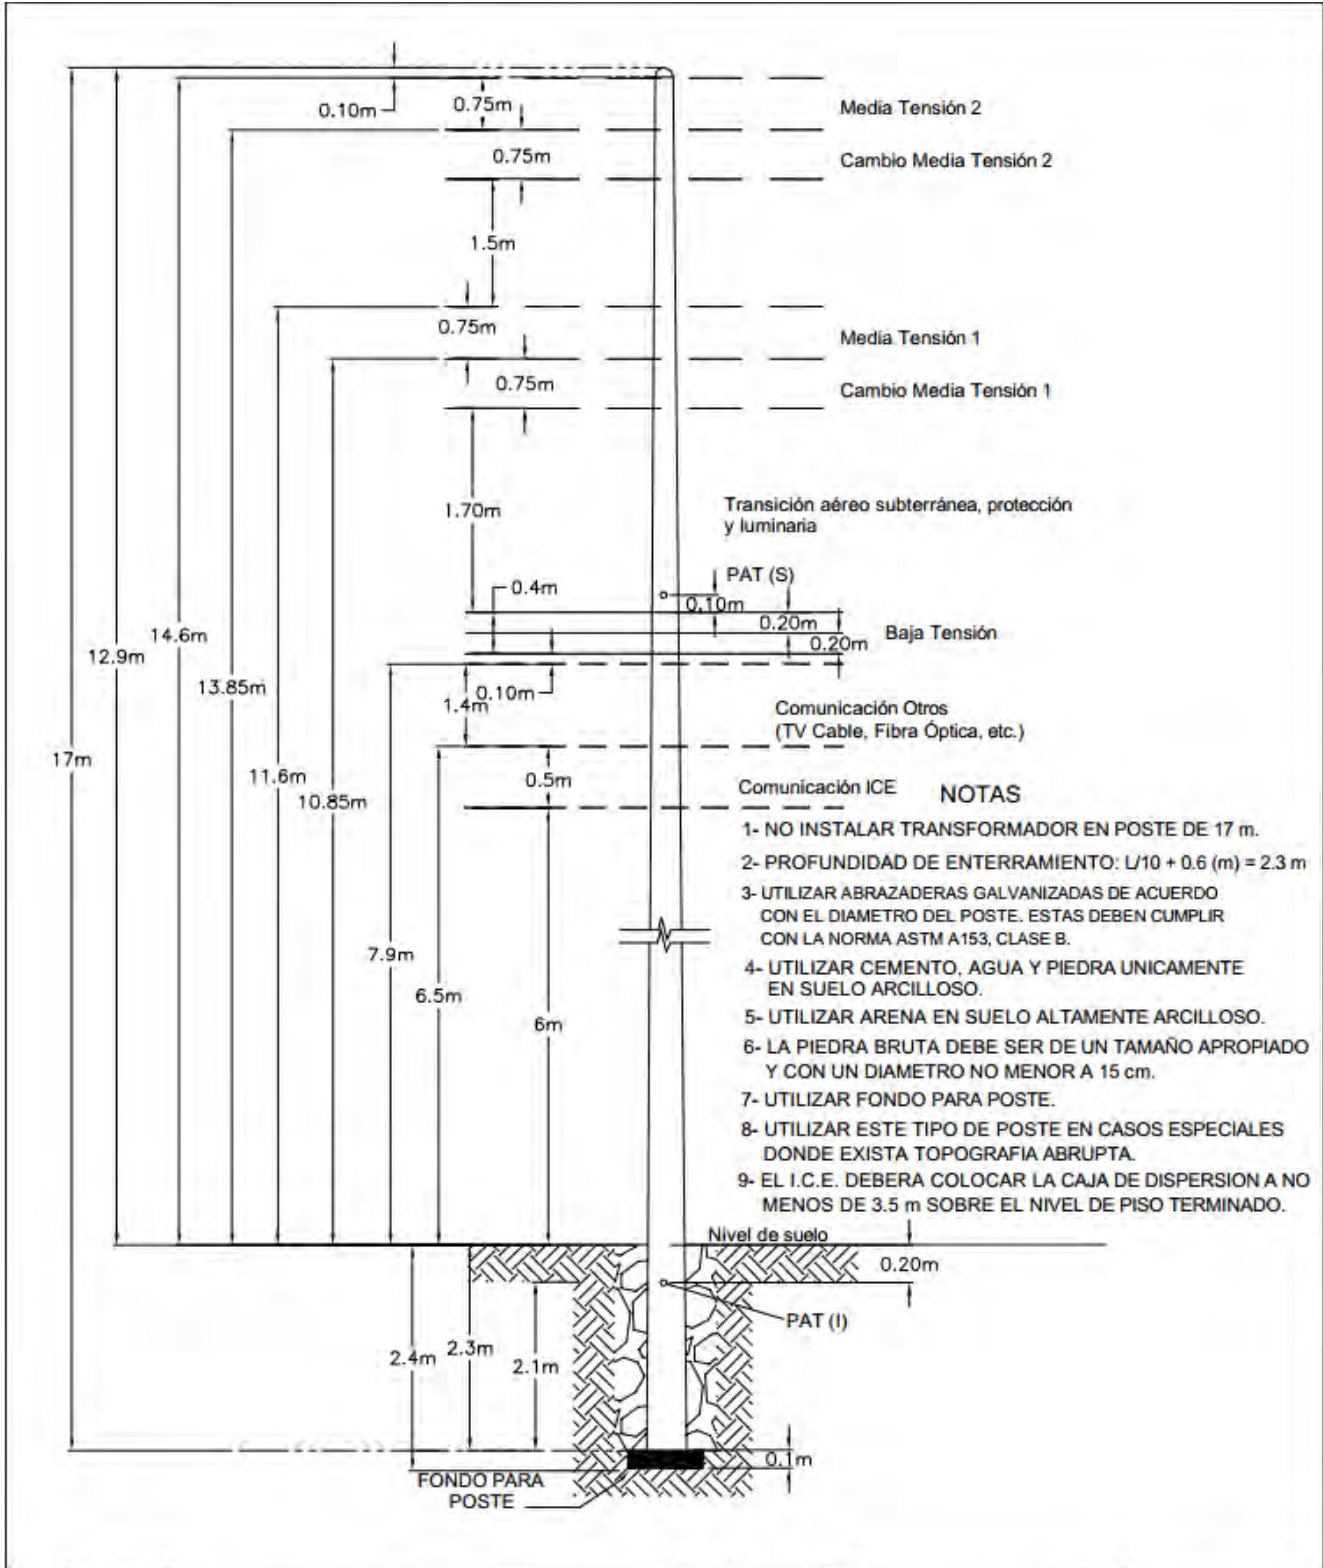 0.10m
0.75m
Media Tensión 2
0.75m
Cambio Media Tensión 2
1.5m
0.75m
Media Tensión 1
0.75m
Cambio Media Tensión 1
1.70m
Transición aéreo subterránea, protección
y luminaria
PAT (S)
0.4m
0.10m
0.20m
14.6m
Baja Tensión
0.20m
12.9m
13.85m
0.10m
1.4m
Comunicación Otros
(TV Cable, Fibra Óptica, etc.)
17m
11.6m
0.5m
10.85m
Comunicación ICE
NOTAS
1- NO INSTALAR TRANSFORMADOR EN POSTE DE 17 m.
2- PROFUNDIDAD DE ENTERRAMIENTO: L/10 + 0.6 (m) = 2.3 m
3- UTILIZAR ABRAZADERAS GALVANIZADAS DE ACUERDO
CON EL DIAMETRO DEL POSTE. ESTAS DEBEN CUMPLIR
CON LA NORMA ASTM A153, CLASE B.
7.9m
4- UTILIZAR CEMENTO, AGUA Y PIEDRA UNICAMENTE
EN SUELO ARCILLOSO.
6.5m
6m
5- UTILIZAR ARENA EN SUELO ALTAMENTE ARCILLOSO.
6- LA PIEDRA BRUTA DEBE SER DE UN TAMAÑO APROPIADO
Y CON UN DIAMETRO NO MENOR A 15 cm.
7- UTILIZAR FONDO PARA POSTE.
8- UTILIZAR ESTE TIPO DE POSTE EN CASOS ESPECIALES
DONDE EXISTA TOPOGRAFIA ABRUPTA.
9- EL I.C.E. DEBERA COLOCAR LA CAJA DE DISPERSION A NO
MENOS DE 3.5 m SOBRE EL NIVEL DE PISO TERMINADO.
Nivel de suelo
0.20m
PAT (I)
2.4m
2.3m
2.1m
0.1m
FONDO PARA
POSTE